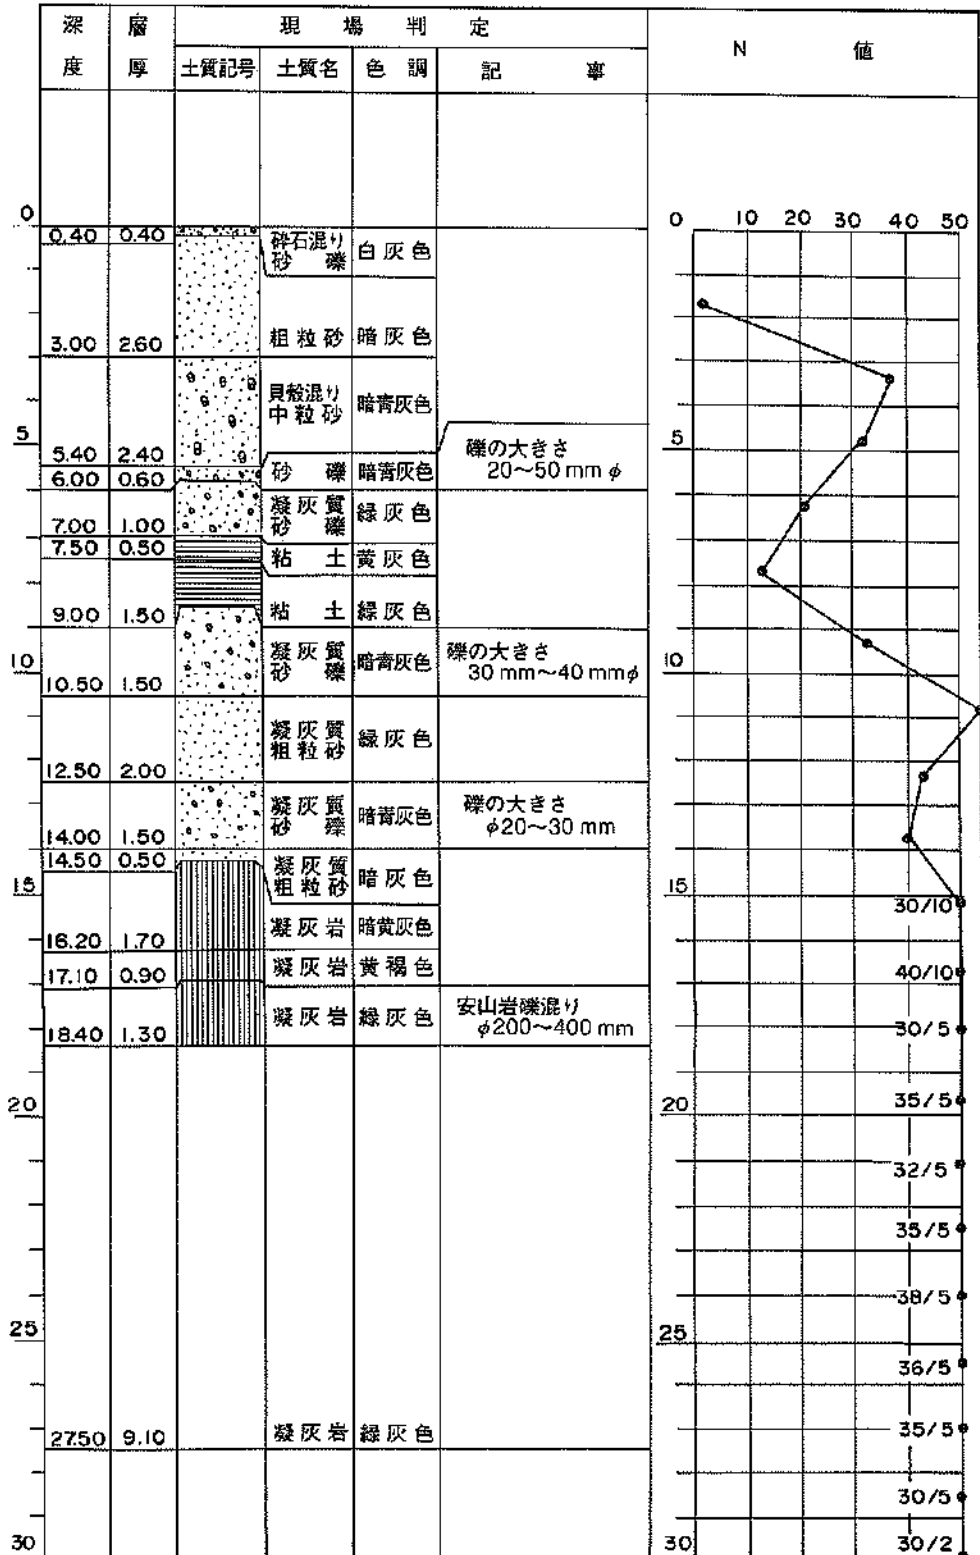 深 層 現 場 判 定
度 厚 土質記号 土質名 色 調 記 事
N 値
0 0 10 20 30 40 50
0.40 0.40 砕石混り
砂 礫 白灰色
3.00 2.60 粗粒砂 暗灰色
貝殻混り
中粒砂 暗青灰色
5 5
礫の大きさ
20〜50 mm φ
5.40 2.40
6.00 0.60 砂 礫 暗青灰色
凝灰質
砂 礫 緑灰色
7.00 1.00
7.50 0.50 粘 土 黄灰色
9.00 1.50 粘 土 緑灰色
凝灰質
砂 礫 暗青灰色
礫の大きさ
30 mm〜40 mmφ
10 10
10.50 1.50
凝灰質
粗粒砂 緑灰色
12.50 2.00
凝灰質
砂 礫 暗青灰色
礫の大きさ
φ20〜30 mm
14.00 1.50
14.50 0.50 凝灰質
粗粒砂 暗灰色
15 15
30/10
凝灰岩 暗黄灰色
16.20 1.70
17.10 0.90 凝灰岩 黄褐色 40/10
凝灰岩 緑灰色
安山岩礫混り
φ200〜400 mm
18.40 1.30 30/5
20 20 35/5
32/5
35/5
38/5
25 25
36/5
27.50 9.10 凝灰岩 緑灰色 35/5
30/5
30 30 30/2